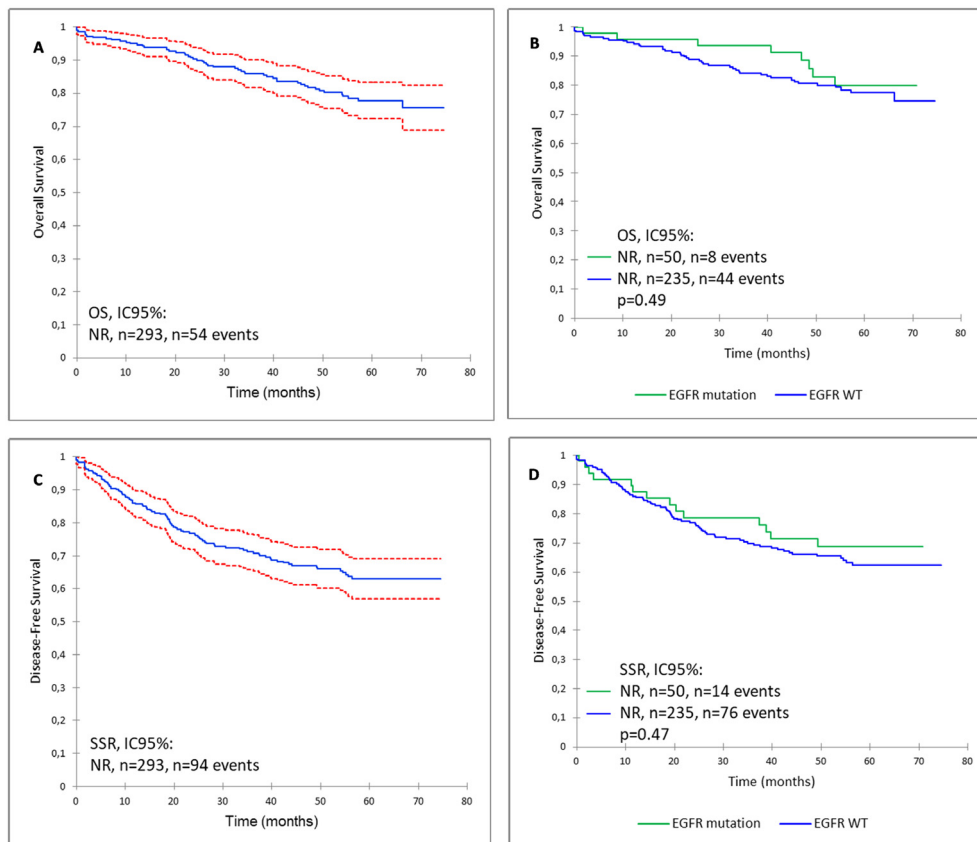 A
Overall Survival
1
0,9
0,8
0,7
0,6
0,5
0,4
0,3
0,2
0,1
0
OS, IC95%:
NR, n=293, n=54 events
0 10 20 30 40 50 60 70 80
Time (months)
B
Overall Survival
1
0,9
0,8
0,7
0,6
0,5
0,4
0,3
0,2
0,1
0
OS, IC95%:
NR, n=50, n=8 events
NR, n=235, n=44 events
p=0.49
0 10 20 30 40 50 60 70 80
Time (months)
EGFR mutation EGFR WT
C
Disease-Free Survival
1
0,9
0,8
0,7
0,6
0,5
0,4
0,3
0,2
0,1
0
SSR, IC95%:
NR, n=293, n=94 events
0 10 20 30 40 50 60 70 80
Time (months)
D
Disease-Free Survival
1
0,9
0,8
0,7
0,6
0,5
0,4
0,3
0,2
0,1
0
SSR, IC95%:
NR, n=50, n=14 events
NR, n=235, n=76 events
p=0.47
0 10 20 30 40 50 60 70 80
Time (months)
EGFR mutation EGFR WT